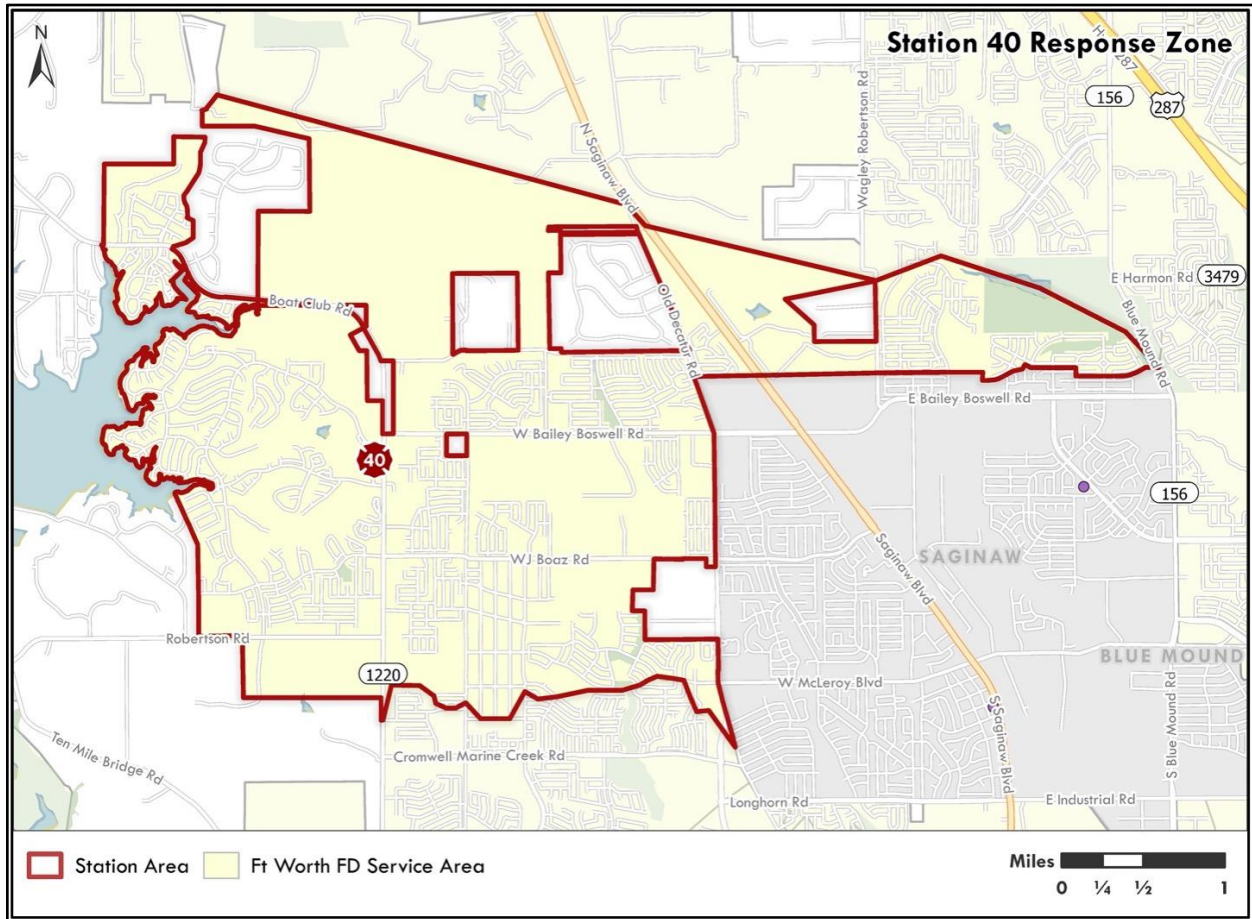 Station 40 Response Zone
N
Hwy 287
156
287
N Saginaw Blvd
Wagley Robertson Rd
E Harmon Rd
3479
Boat Club Rd
Old Decatur Rd
Blue Mound Rd
E Bailey Boswell Rd
W Bailey Boswell Rd
40
156
WJ Boaz Rd
Saginaw Blvd
SAGINAW
Robertson Rd
1220
BLUE MOUND
W McLeroy Blvd
S Saginaw Blvd
S Blue Mound Rd
Ten Mile Bridge Rd
Cromwell Marine Creek Rd
Longhorn Rd
E Industrial Rd
Station Area
Ft Worth FD Service Area
Miles
0 ¼ ½ 1